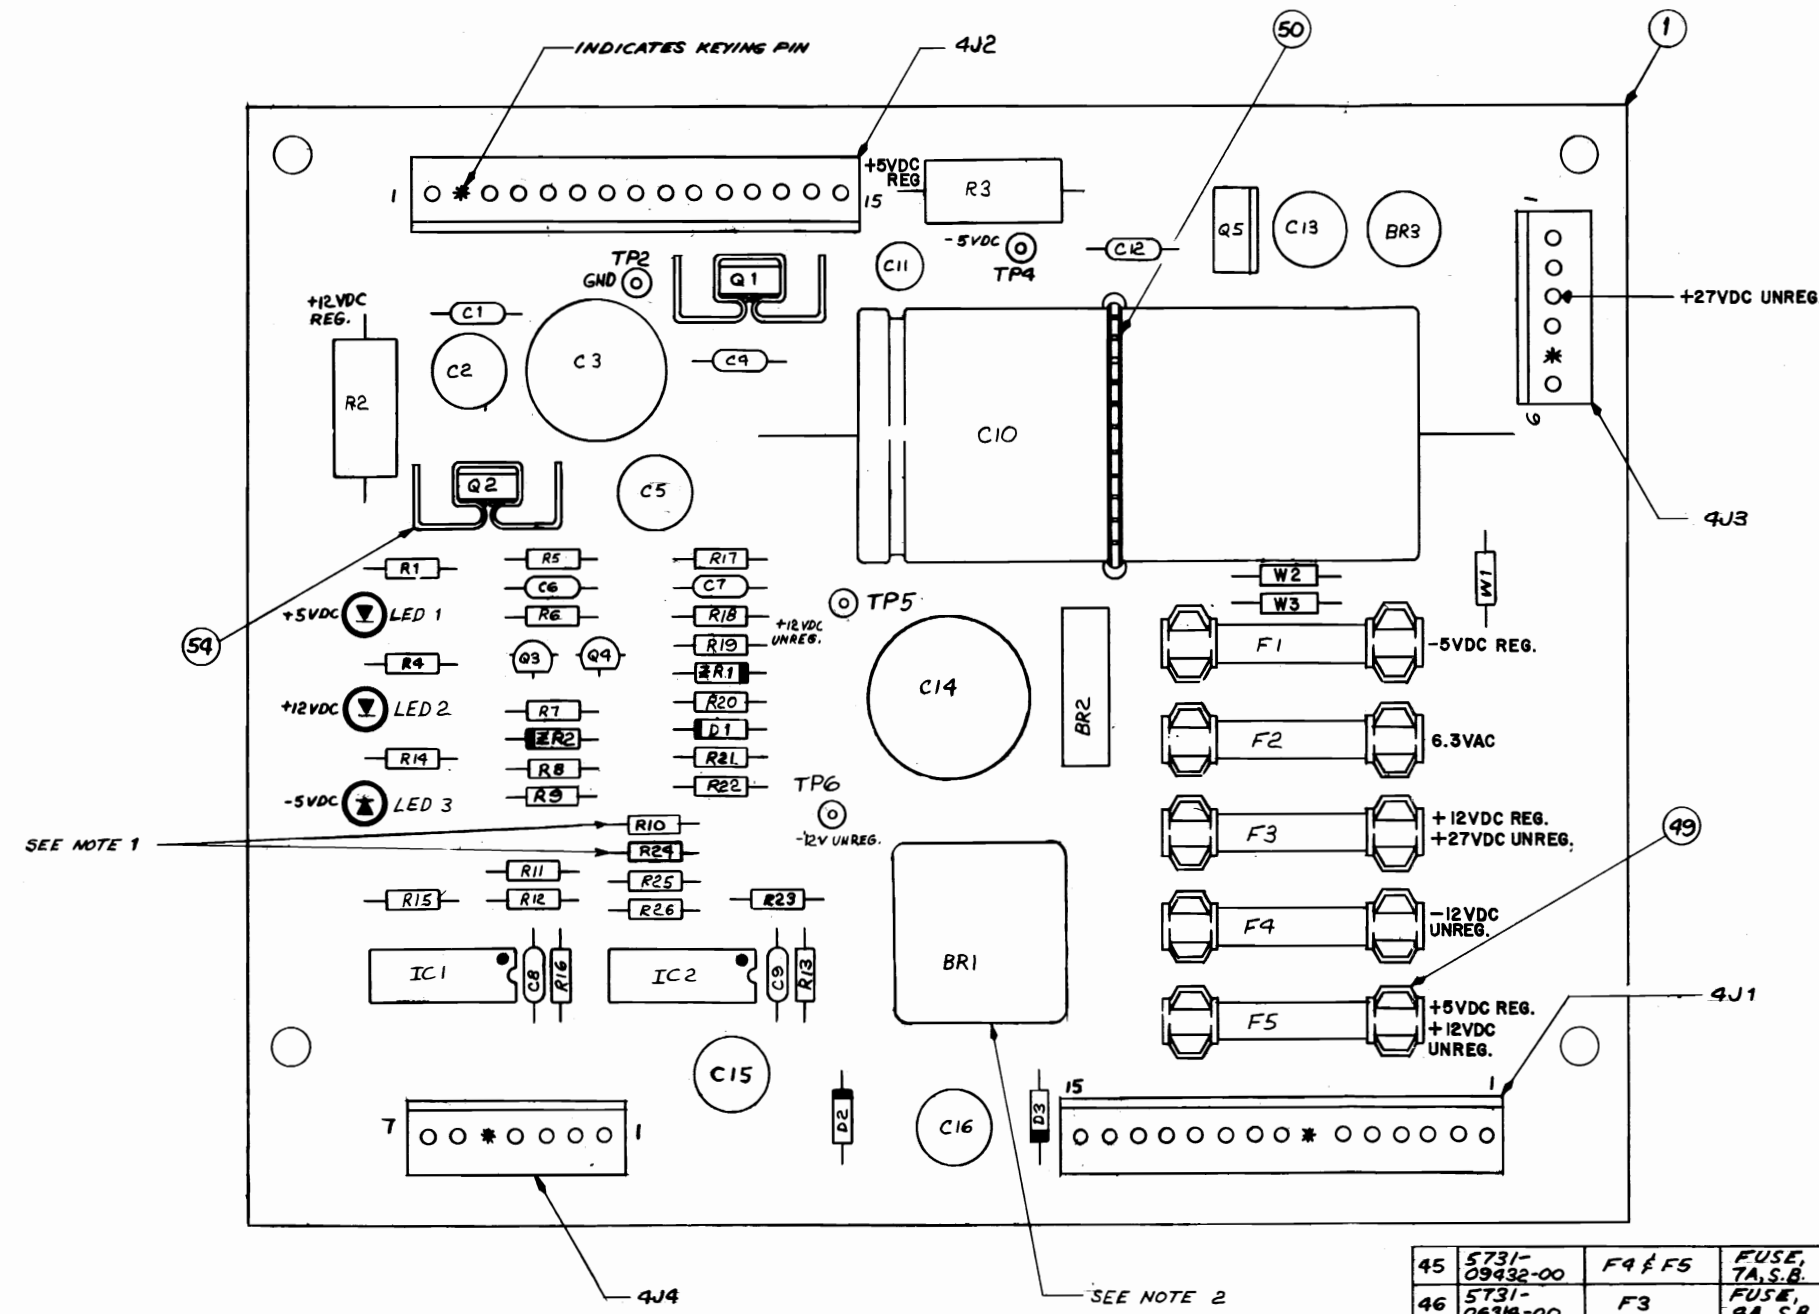 INDICATES KEYING PIN
4J2
50
1
+5VDC
REG
R3
1
15
-5VDC
TP4
C11
C12
Q5
C13
BR3
1
+27VDC UNREG
6
4J3
TP2
GND
Q1
+12VDC
REG.
C1
C2
C3
C4
R2
C10
Q2
C5
54
R1
+5VDC
LED 1
R4
+12VDC
LED 2
R14
-5VDC
LED 3
R5
C6
R6
Q3
Q4
R7
ZR2
R8
R9
R17
C7
R18
+12VDC
UNREG.
R19
ZR1
R20
D1
R21
R22
TP5
C14
BR2
W2
W3
W1
F1
-5VDC REG.
F2
6.3VAC
F3
+12VDC REG.
+27VDC UNREG.
49
F4
-12VDC
UNREG.
F5
+5VDC REG.
+12VDC
UNREG.
4J1
TP6
-12V UNREG.
SEE NOTE 1
R10
R24
R11
R25
R15
R12
R26
R23
IC1
C8
R16
IC2
C9
R13
BR1
C15
D2
C16
D3
15
1
7
1
4J4
SEE NOTE 2
45
5731-
09432-00
F4 & F5
FUSE,
7A, S.B.
46
5731-
F3
FUSE,